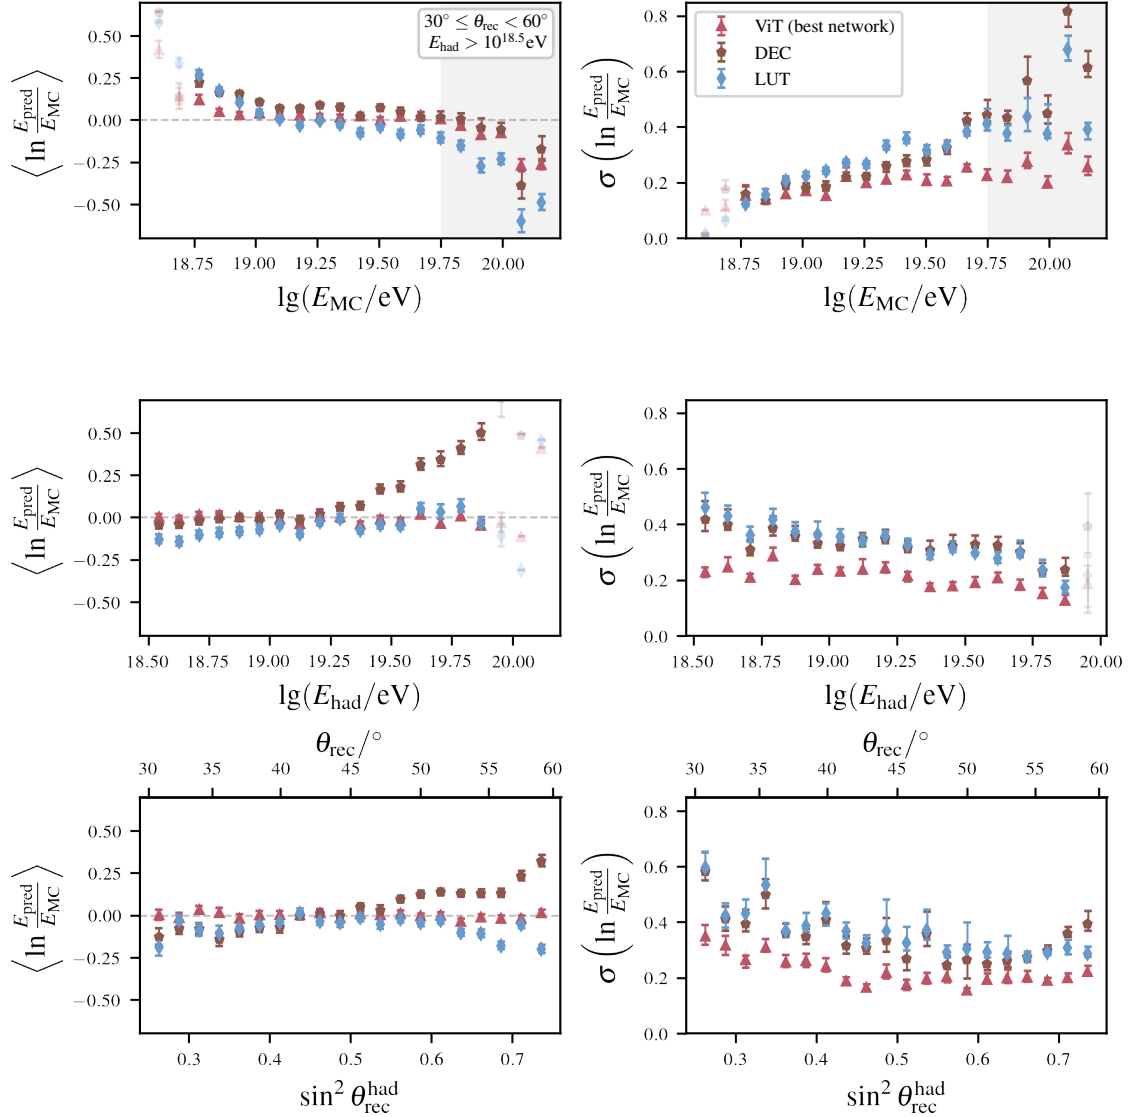 30° ≤ θrec < 60°
Ehad > 10^18.5 eV
⟨ln Epred/EMC⟩
0.50
0.25
0.00
−0.25
−0.50
18.75 19.00 19.25 19.50 19.75 20.00
lg(EMC/eV)
ViT (best network)
DEC
LUT
σ(ln Epred/EMC)
0.8
0.6
0.4
0.2
0.0
18.75 19.00 19.25 19.50 19.75 20.00
lg(EMC/eV)
⟨ln Epred/EMC⟩
0.50
0.25
0.00
−0.25
−0.50
18.50 18.75 19.00 19.25 19.50 19.75 20.00
lg(Ehad/eV)
σ(ln Epred/EMC)
0.8
0.6
0.4
0.2
0.0
18.50 18.75 19.00 19.25 19.50 19.75 20.00
lg(Ehad/eV)
θrec/°
30 35 40 45 50 55 60
⟨ln Epred/EMC⟩
0.50
0.25
0.00
−0.25
−0.50
0.3 0.4 0.5 0.6 0.7
sin² θrec^had
θrec/°
30 35 40 45 50 55 60
σ(ln Epred/EMC)
0.8
0.6
0.4
0.2
0.0
0.3 0.4 0.5 0.6 0.7
sin² θrec^had